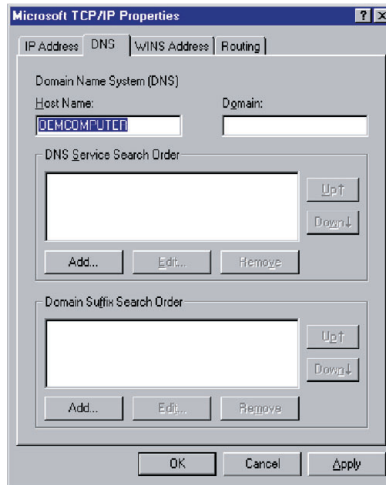 Microsoft TCP/IP Properties
IP Address DNS WINS Address Routing
Domain Name System (DNS)
Host Name: Domain:
OEMCOMPUTER
DNS Service Search Order
Up↑
Down↓
Add... Edit... Remove
Domain Suffix Search Order
Up↑
Down↓
Add... Edit... Remove
OK Cancel Apply